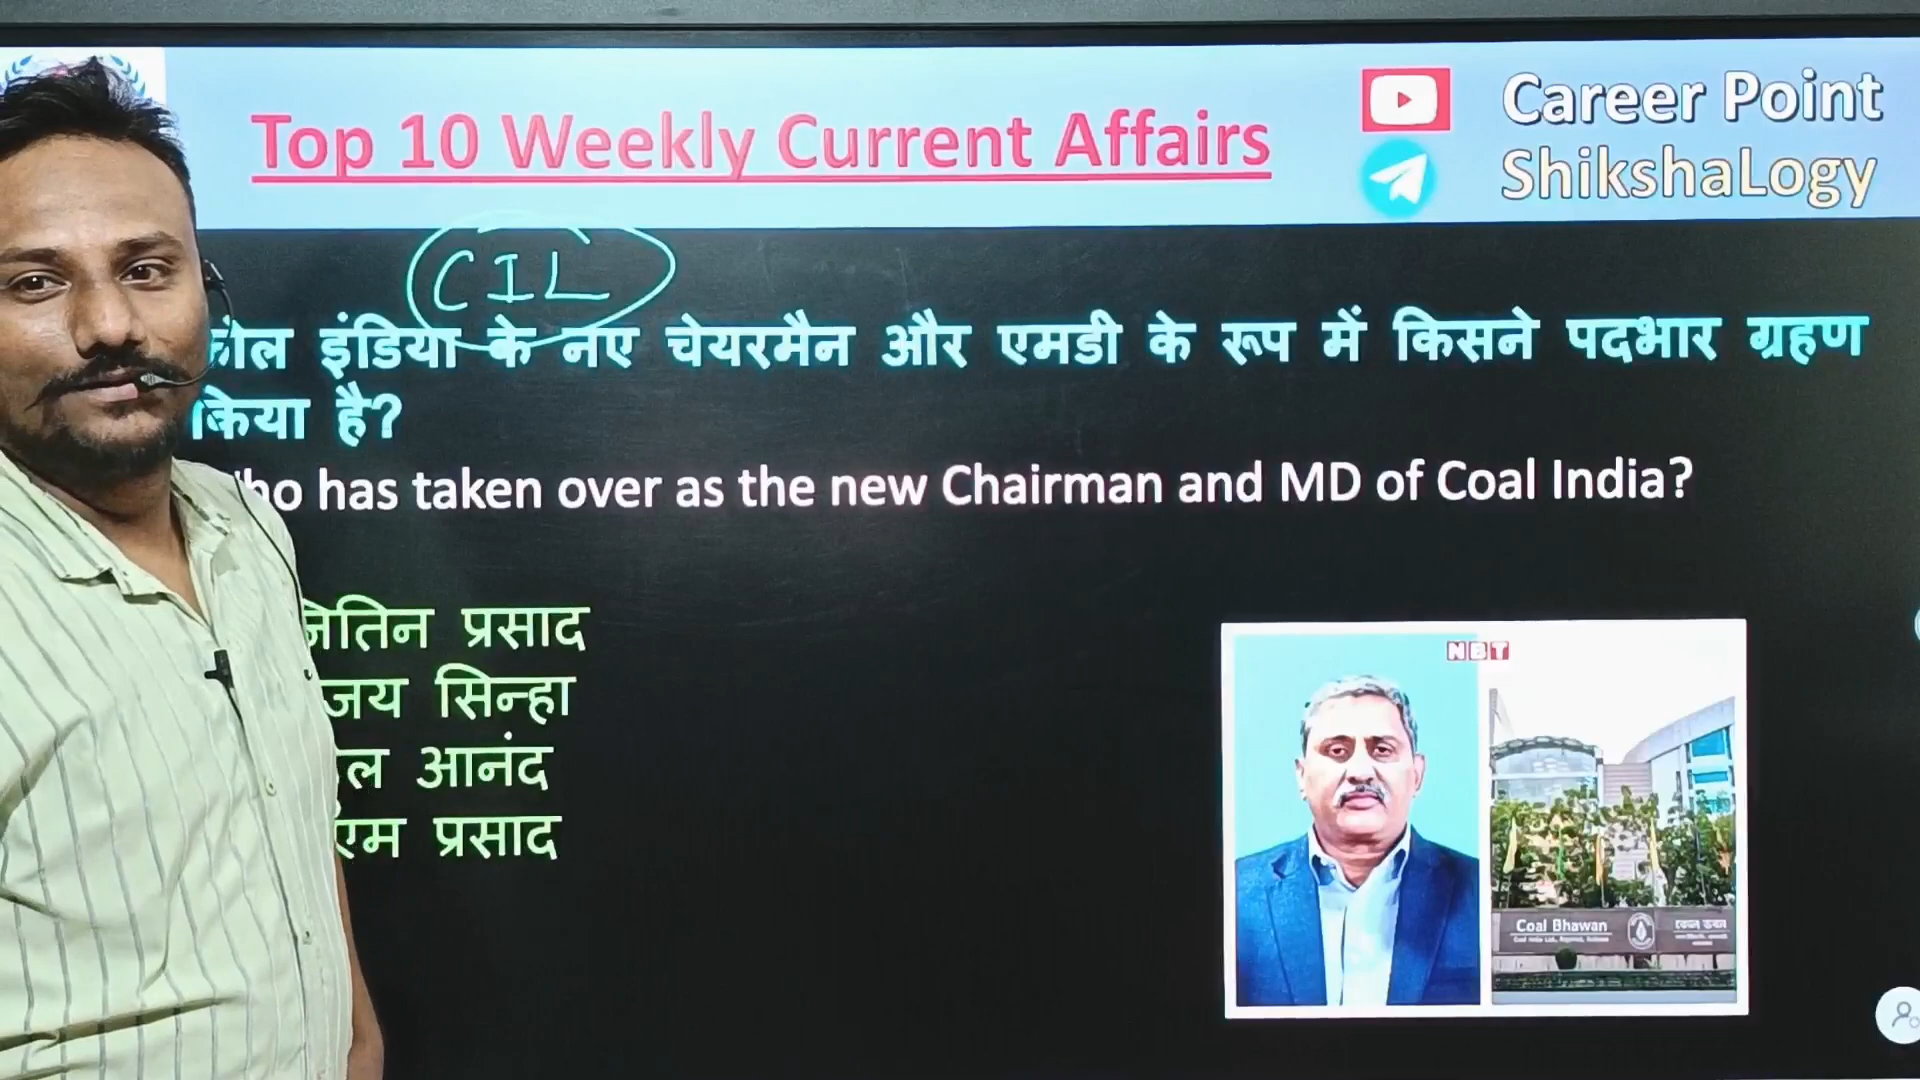 Top 10 Weekly Current Affairs
Career Point
ShikshaLogy
CIL
कोल इंडिया के नए चेयरमैन और एमडी के रूप में किसने पदभार ग्रहण
किया है?
has taken over as the new Chairman and MD of Coal India?
प्रसाद
सिन्हा
आनंद
एम प्रसाद
NBT
Coal Bhawan